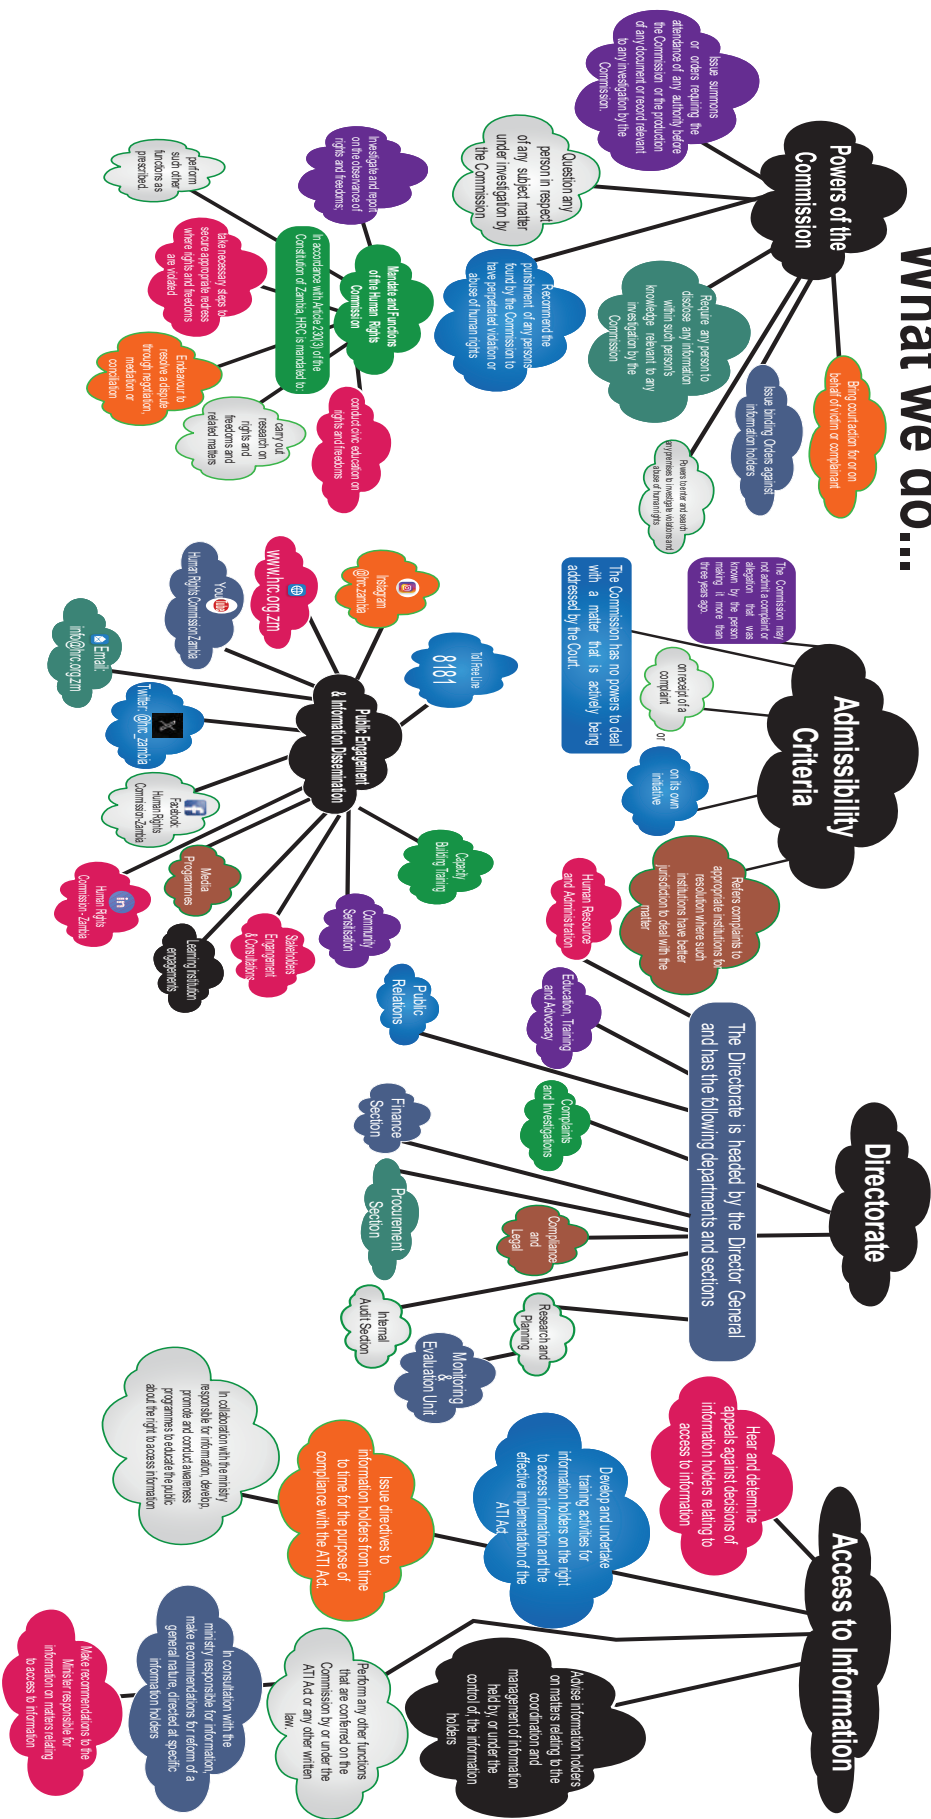 What we do...
Powers of the
Commission
Issue summons
or orders requiring the
attendance of any authority before
the Commission or the production
of any document or record relevant
to any investigation by the
Commission.
Question any
person in respect
of any subject matter
under investigation by
the Commission
Recommend the
punishment of any persons
found by the Commission to
have perpetrated violation or
abuse of human rights
Require any person to
disclose any information
within such person's
knowledge relevant to any
investigation by the
Commission
Powers to enter and search
any premises to investigate violations and
abuse of human rights
Issue binding Orders against
information holders
Bring court action for or on
behalf of victim or complainant
Mandate and Functions
of the Human Rights
Commission
In accordance with Article 230(3) of the
Constitution of Zambia, HRC is mandated to:
Investigate and report
on the observance of
rights and freedoms;
perform
such other
functions as
prescribed.
take necessary steps to
secure appropriate redress
where rights and freedoms
are violated
Endeavour to
resolve a dispute
through negotiation,
mediation or
conciliation
carry out
research on
rights and
freedoms and
related matters
conduct civic education on
rights and freedoms
Admissibility
Criteria
The Commission may
not admit a complaint or
allegation that was
known by the person
making it more than
three years ago.
The Commission has no powers to deal
with a matter that is actively being
addressed by the Court.
on receipt of a
complaint
or
on its own
initiative
Refers complaints to
appropriate institutions for
resolution where such
institutions have better
jurisdiction to deal with the
matter
Public Engagement
& Information Dissemination
Toll Free Line
8181
Instagram
@hrc.zambia
www.hrc.org.zm
YouTube
Human Rights Commission Zambia
Email:
info@hrc.org.zm
X
Twitter: @hrc_zambia
f
Facebook:
Human Rights
Commission-Zambia
in
Human Rights
Commission - Zambia
Media
Programmes
Learning institution
engagements
Stakeholders
Engangement
& Consultations
Community
Sensitisation
Capacity
Building Training
Directorate
The Directorate is headed by the Director General
and has the following departments and sections
Human Resource
and Administration
Education, Training
and Advocacy
Public
Relations
Complaints
and Investigations
Finance
Section
Procurement
Section
Compliance
and
Legal
Internal
Audit Section
Research and
Planning
Monitoring
&
Evaluation Unit
Access to Information
Hear and determine
appeals against decisions of
information holders relating to
access to information
Develop and undertake
training activities for
information holders on the right
to access information and the
effective implementation of the
ATI Act
Issue directives to
information holders from time
to time for the purpose of
compliance with the ATI Act.
In collaboration with the ministry
responsible for information, develop,
promote and conduct awareness
programmes to educate the public
about the right to access information
Advise information holders
on matters relating to the
coordination and
management of information
held by, or under the
control of, the information
holders
Perform any other functions
that are conferred on the
Commission by or under the
ATI Act or any other written
law.
In consultation with the
ministry responsible for information,
make recommendations for reform of a
general nature, directed at specific
information holders
Make recommendations to the
Minister responsible for
information on matters relating
to access to information